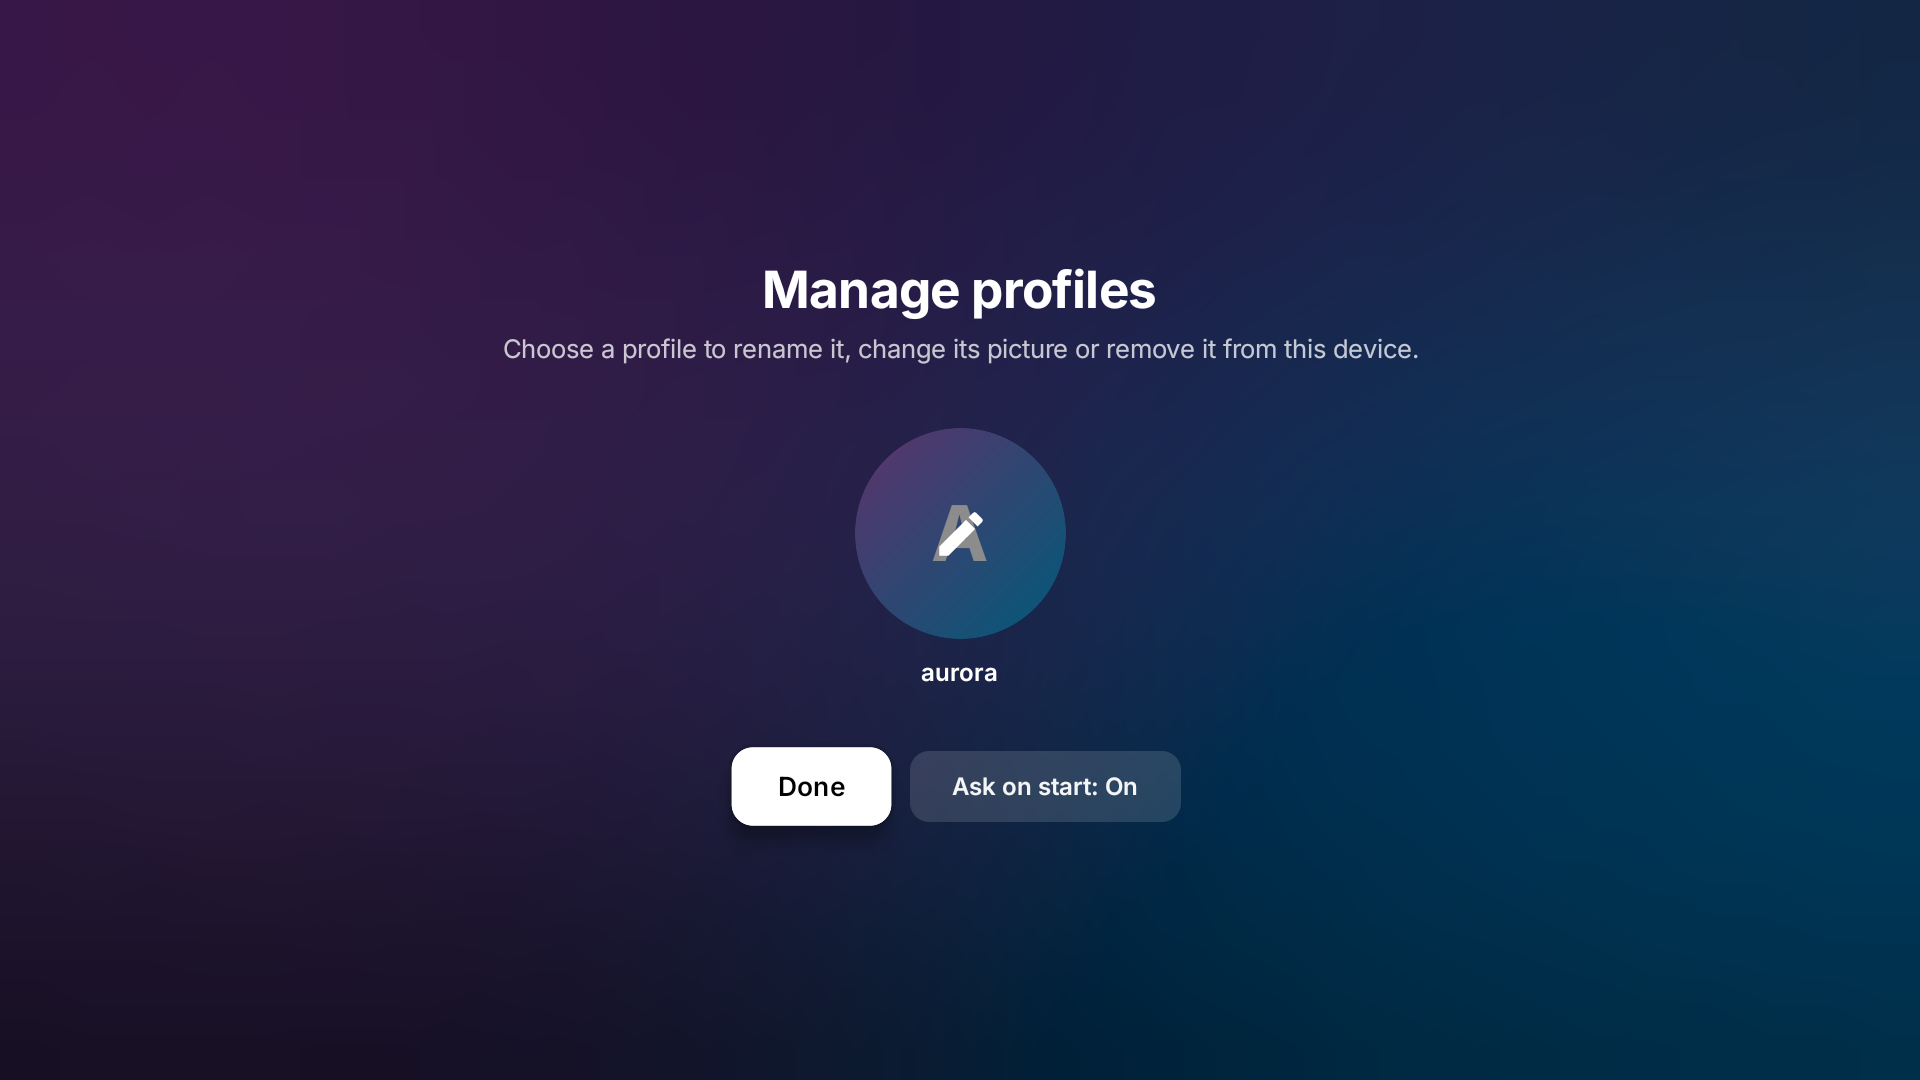 Manage profiles
Choose a profile to rename it, change its picture or remove it from this device.
A
aurora
Done
Ask on start: On